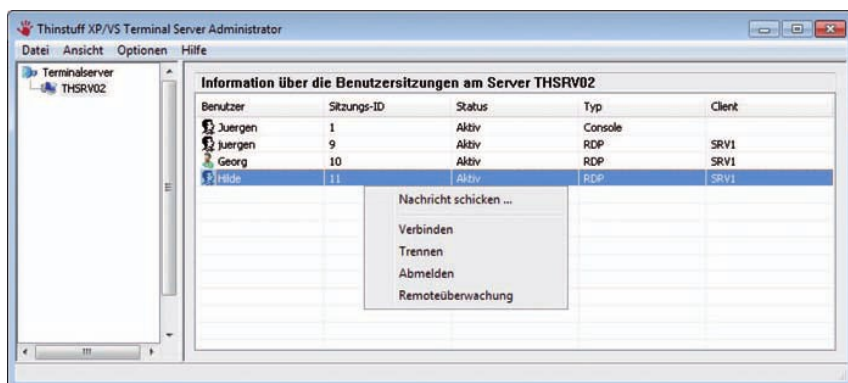 Thinstuff XP/VS Terminal Server Administrator
Datei Ansicht Optionen Hilfe
Terminalserver
THSRV02
Information über die Benutzersitzungen am Server THSRV02
Benutzer Sitzungs-ID Status Typ Client
Juergen 1 Aktiv Console
juergen 9 Aktiv RDP SRV1
Georg 10 Aktiv RDP SRV1
Hilde 11 Aktiv RDP SRV1
Nachricht schicken ...
Verbinden
Trennen
Abmelden
Remoteüberwachung